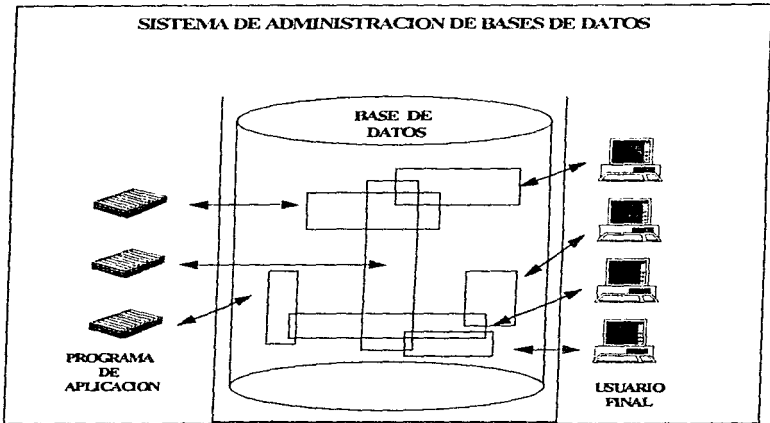 SISTEMA DE ADMINISTRACION DE BASES DE DATOS
BASE DE
DATOS
PROGRAMA
DE
APLICACION
USUARIO
FINAL